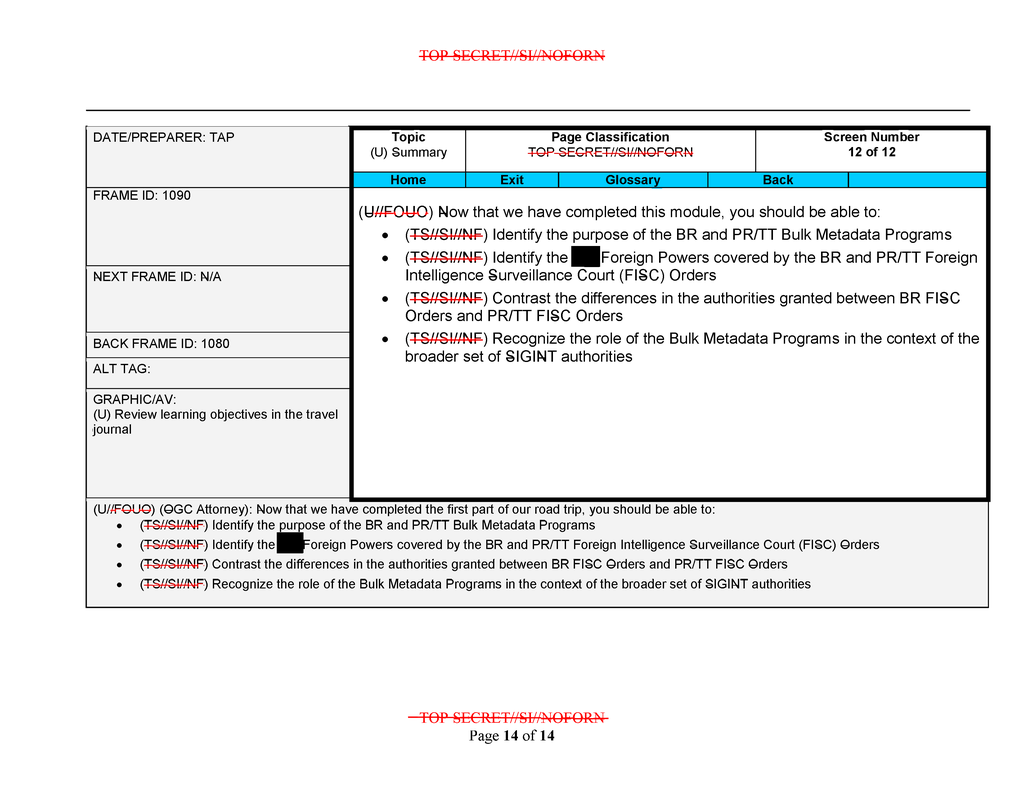 TOP SECRET//SI//NOFORN
DATE/PREPARER: TAP
Topic
(U) Summary
Page Classification
TOP SECRET//SI//NOFORN
Screen Number
12 of 12
Home Exit Glossary Back
FRAME ID: 1090
NEXT FRAME ID: N/A
BACK FRAME ID: 1080
ALT TAG:
GRAPHIC/AV:
(U) Review learning objectives in the travel
journal
(U//FOUO) Now that we have completed this module, you should be able to:
• (TS//SI//NF) Identify the purpose of the BR and PR/TT Bulk Metadata Programs
• (TS//SI//NF) Identify the Foreign Powers covered by the BR and PR/TT Foreign
Intelligence Surveillance Court (FISC) Orders
• (TS//SI//NF) Contrast the differences in the authorities granted between BR FISC
Orders and PR/TT FISC Orders
• (TS//SI//NF) Recognize the role of the Bulk Metadata Programs in the context of the
broader set of SIGINT authorities
(U//FOUO) (OGC Attorney): Now that we have completed the first part of our road trip, you should be able to:
• (TS//SI//NF) Identify the purpose of the BR and PR/TT Bulk Metadata Programs
• (TS//SI//NF) Identify the Foreign Powers covered by the BR and PR/TT Foreign Intelligence Surveillance Court (FISC) Orders
• (TS//SI//NF) Contrast the differences in the authorities granted between BR FISC Orders and PR/TT FISC Orders
• (TS//SI//NF) Recognize the role of the Bulk Metadata Programs in the context of the broader set of SIGINT authorities
TOP SECRET//SI//NOFORN
Page 14 of 14